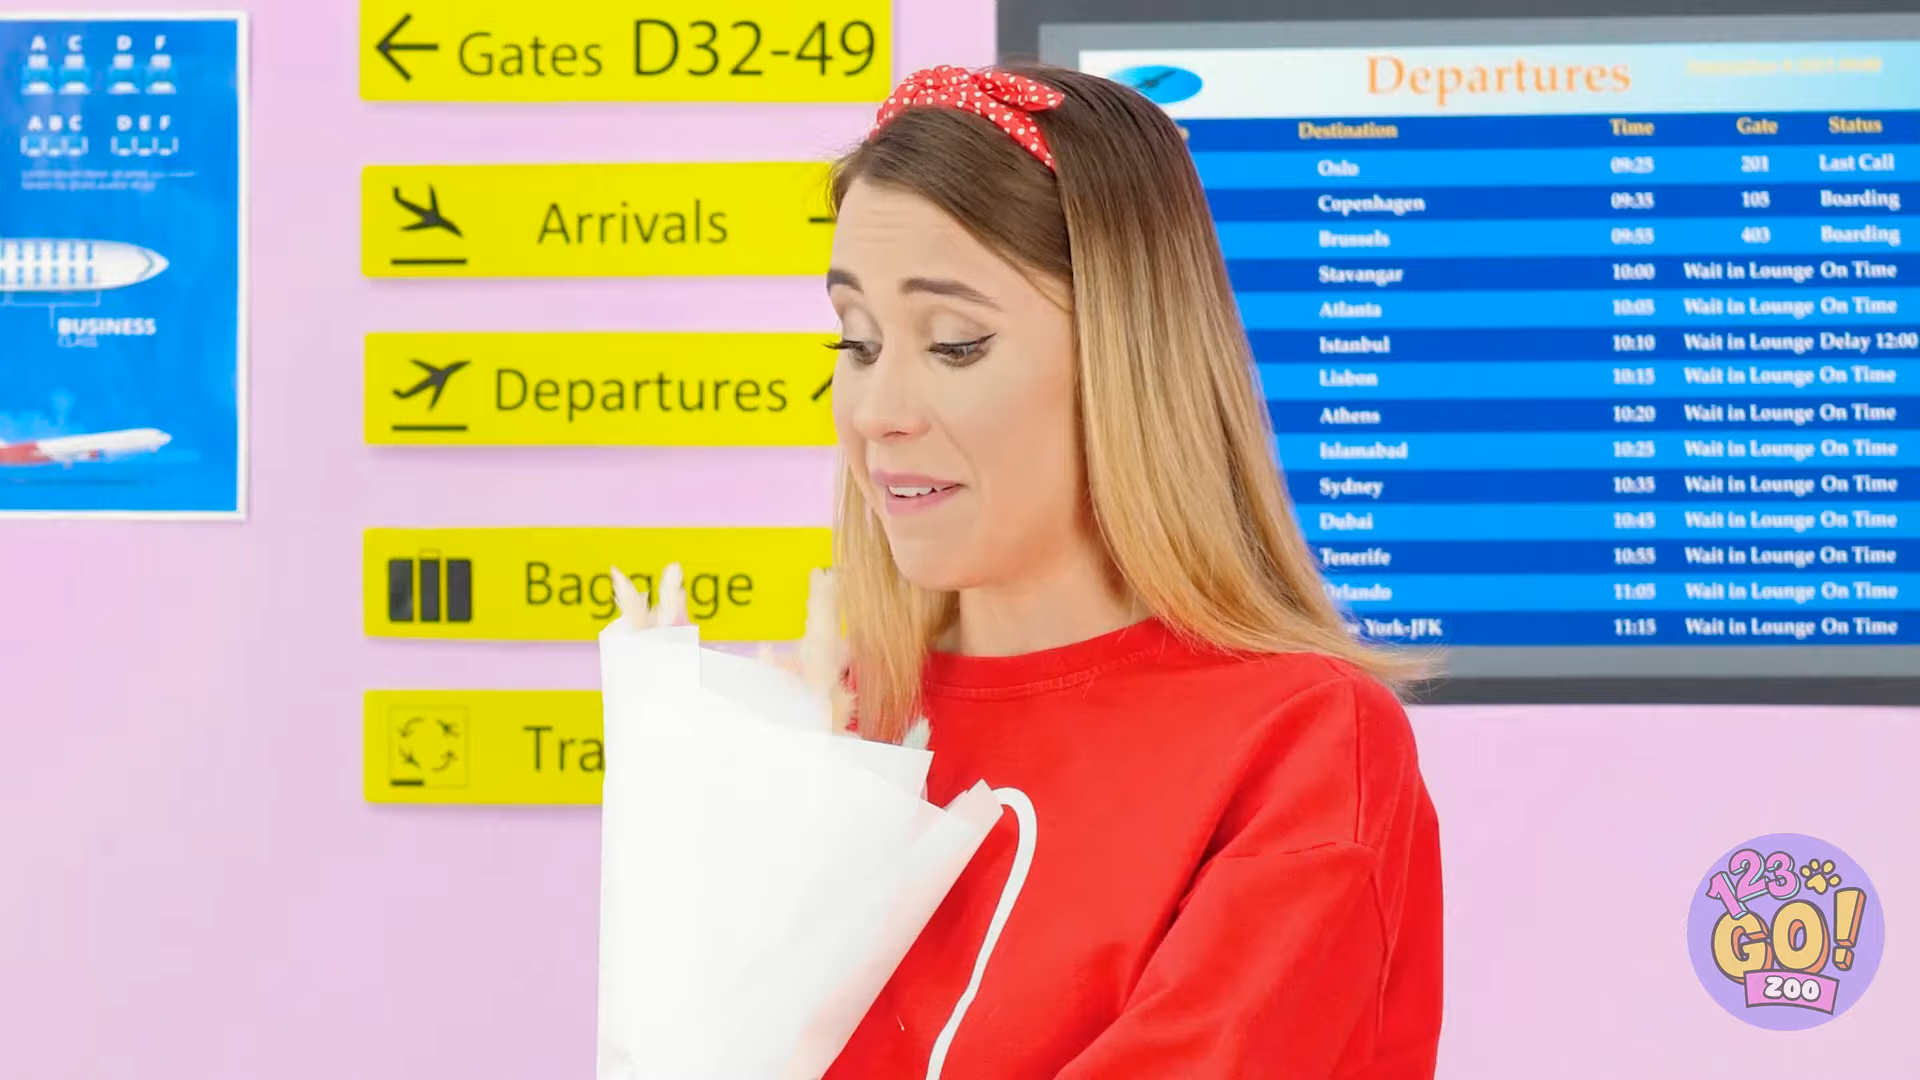 A C D F
A B C D E F
BUSINESS
CLASS
Gates D32-49
Arrivals
Departures
Baggage
Tra
Departures
Destination Time Gate Status
Oslo 09:25 201 Last Call
Copenhagen 09:35 105 Boarding
Brussels 09:55 403 Boarding
Stavangar 10:00 Wait in Lounge On Time
Atlanta 10:05 Wait in Lounge On Time
Istanbul 10:10 Wait in Lounge Delay 12:00
Lisbon 10:15 Wait in Lounge On Time
Athens 10:20 Wait in Lounge On Time
Islamabad 10:25 Wait in Lounge On Time
Sydney 10:35 Wait in Lounge On Time
Dubai 10:45 Wait in Lounge On Time
Tenerife 10:55 Wait in Lounge On Time
Orlando 11:05 Wait in Lounge On Time
York-JFK 11:15 Wait in Lounge On Time
123
GO!
ZOO